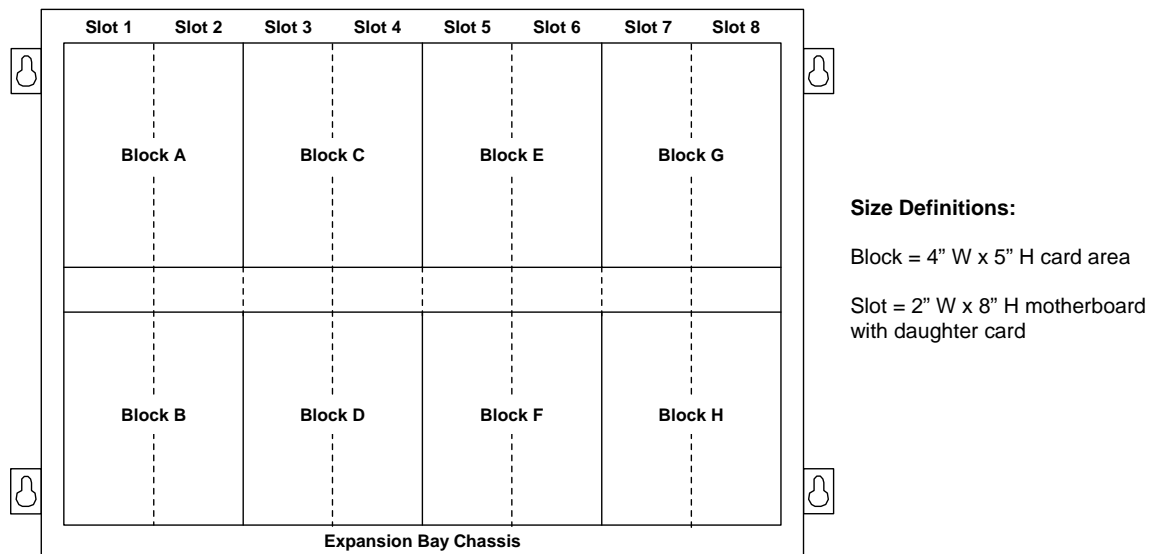 Slot 1 Slot 2 Slot 3 Slot 4 Slot 5 Slot 6 Slot 7 Slot 8
Block A Block C Block E Block G
Size Definitions:
Block = 4” W x 5” H card area
Slot = 2” W x 8” H motherboard
with daughter card
Block B Block D Block F Block H
Expansion Bay Chassis